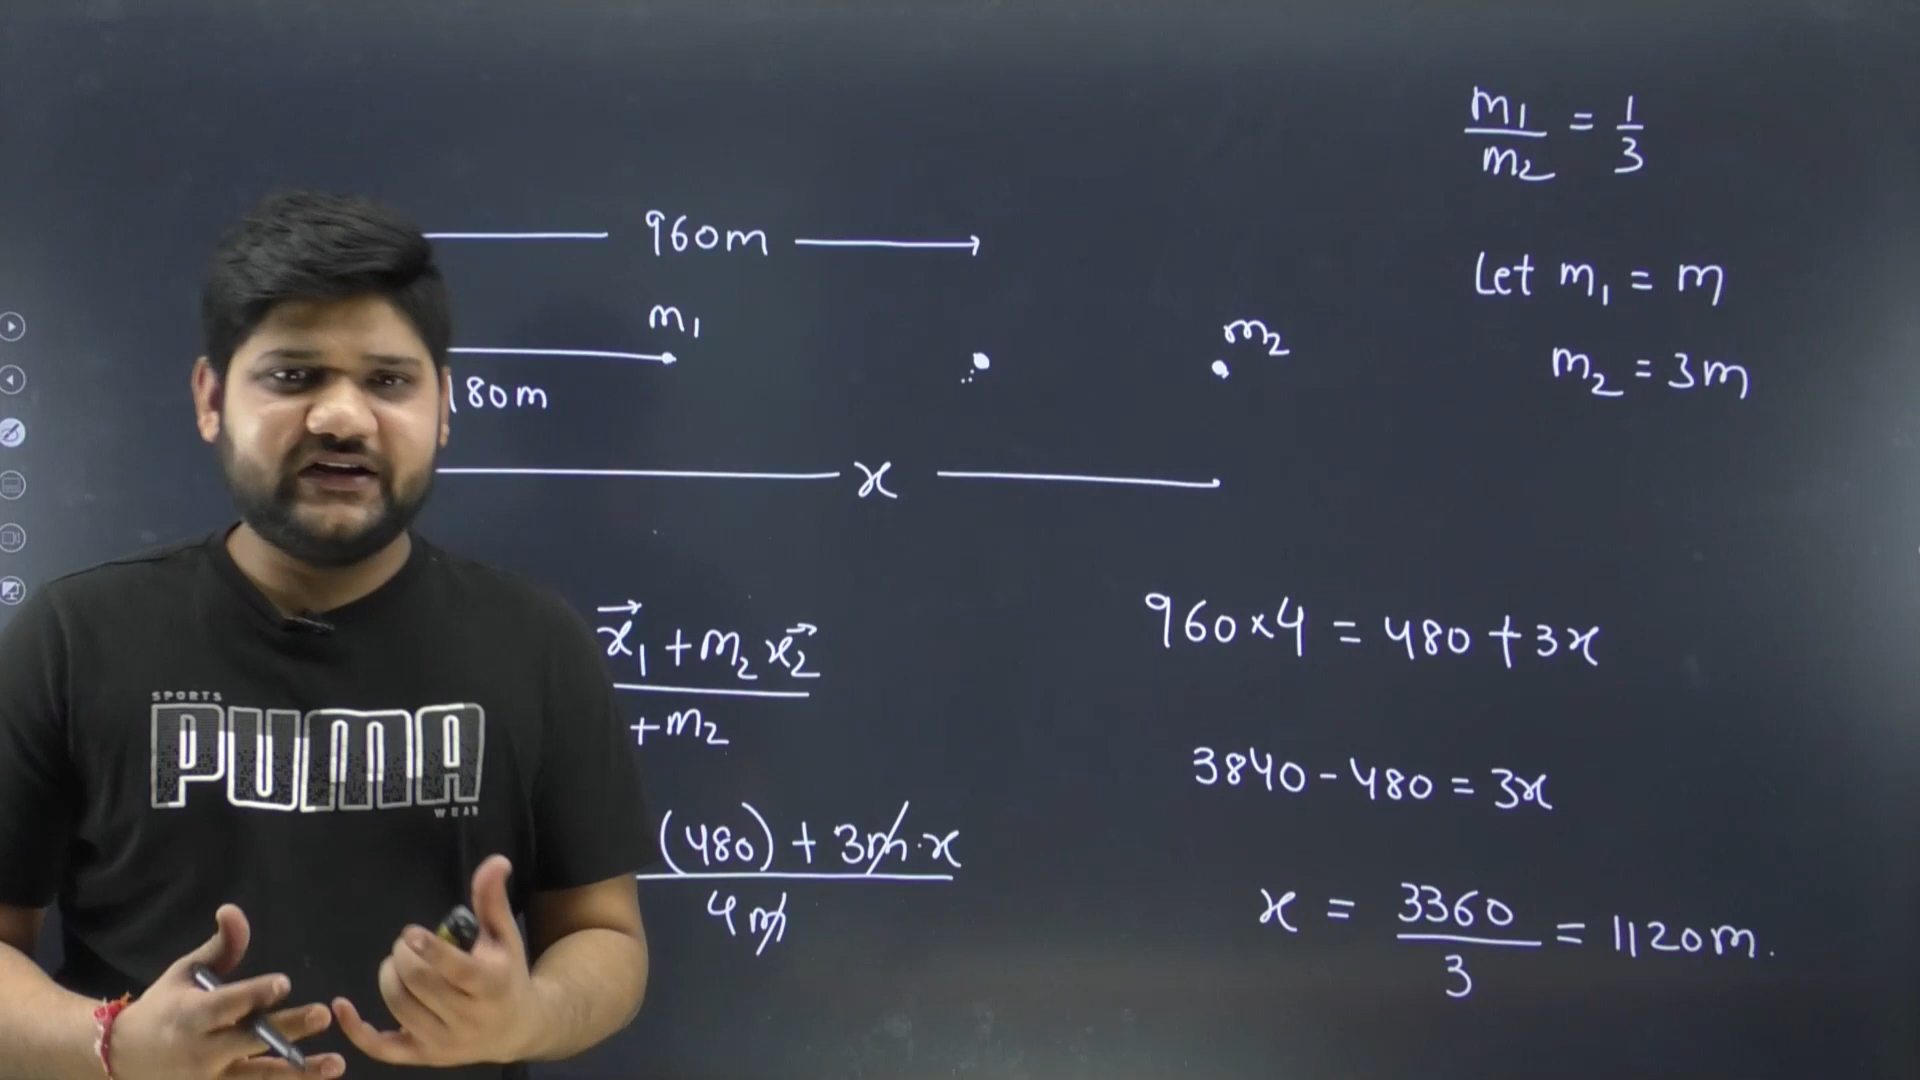 m₁/m₂ = 1/3
Let m₁ = m
m₂ = 3m
960m
m₁
m₂
180m
x
x⃗₁ + m₂x⃗₂
+m₂
(480) + 3m·x
4m
960×4 = 480 + 3x
3840 - 480 = 3x
x = 3360/3 = 1120m.
SPORTS
PUMA
WEAR